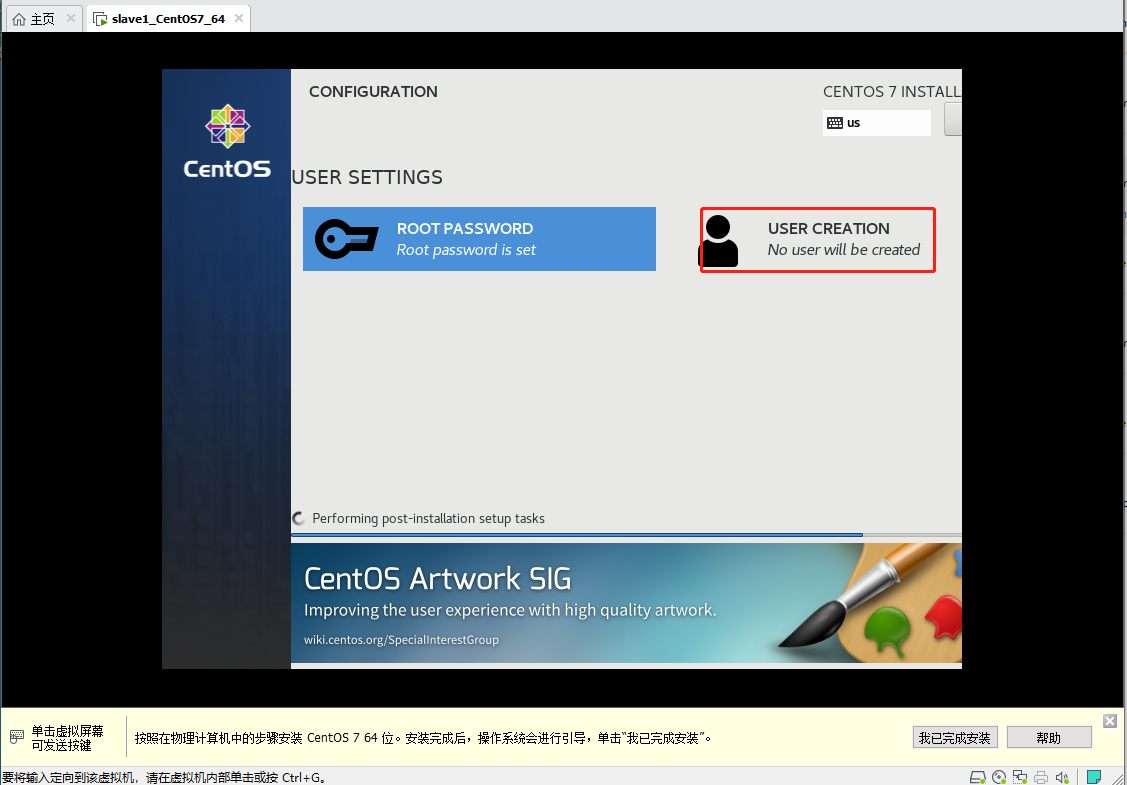 主页
slave1_CentOS7_64
CentOS
CONFIGURATION
CENTOS 7 INSTALL
us
USER SETTINGS
ROOT PASSWORD
Root password is set
USER CREATION
No user will be created
Performing post-installation setup tasks
CentOS Artwork SIG
Improving the user experience with high quality artwork.
wiki.centos.org/SpecialInterestGroup
单击虚拟屏幕
可发送按键
按照在物理计算机中的步骤安装 CentOS 7 64 位。安装完成后，操作系统会进行引导，单击“我已完成安装”。
我已完成安装
帮助
要将输入定向到该虚拟机，请在虚拟机内部单击或按 Ctrl+G。